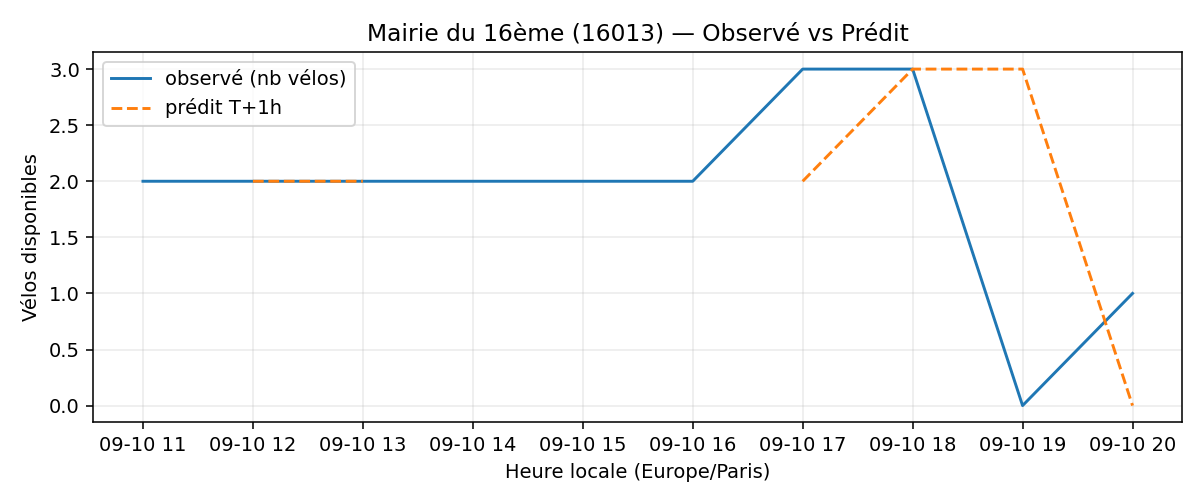 Mairie du 16ème (16013) — Observé vs Prédit
observé (nb vélos)
prédit T+1h
Vélos disponibles
3.0
2.5
2.0
1.5
1.0
0.5
0.0
09-10 11 09-10 12 09-10 13 09-10 14 09-10 15 09-10 16 09-10 17 09-10 18 09-10 19 09-10 20
Heure locale (Europe/Paris)